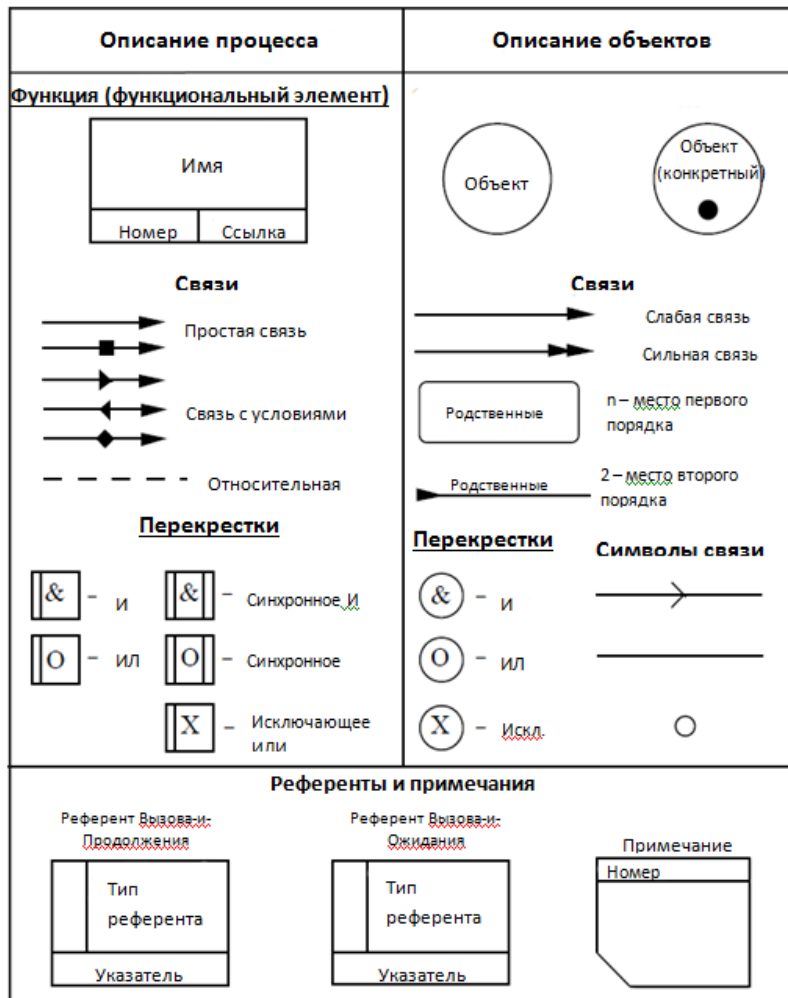 Описание процесса
Описание объектов
Функция (функциональный элемент)
Имя
Номер
Ссылка
Объект
Объект
(конкретный)
Связи
Простая связь
Связь с условиями
Относительная
Связи
Слабая связь
Сильная связь
Родственные
n – место первого
порядка
Родственные
2 – место второго
порядка
Перекрестки
& – и
& – Синхронное И
O – ил
O – Синхронное
X – Исключающее
или
Перекрестки
Символы связи
& – и
O – ил
X – Искл.
Референты и примечания
Референт Вызова-и-
Продолжения
Тип
референта
Указатель
Референт Вызова-и-
Ожидания
Тип
референта
Указатель
Примечание
Номер